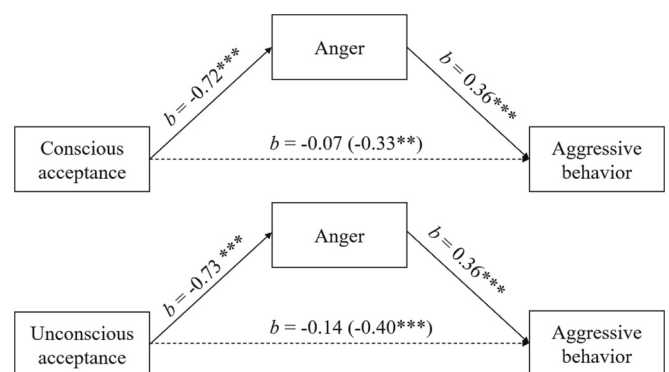 Anger
b = -0.72***
b = 0.36***
Conscious
acceptance
b = -0.07 (-0.33**)
Aggressive
behavior
Anger
b = -0.73 ***
b = 0.36***
Unconscious
acceptance
b = -0.14 (-0.40***)
Aggressive
behavior